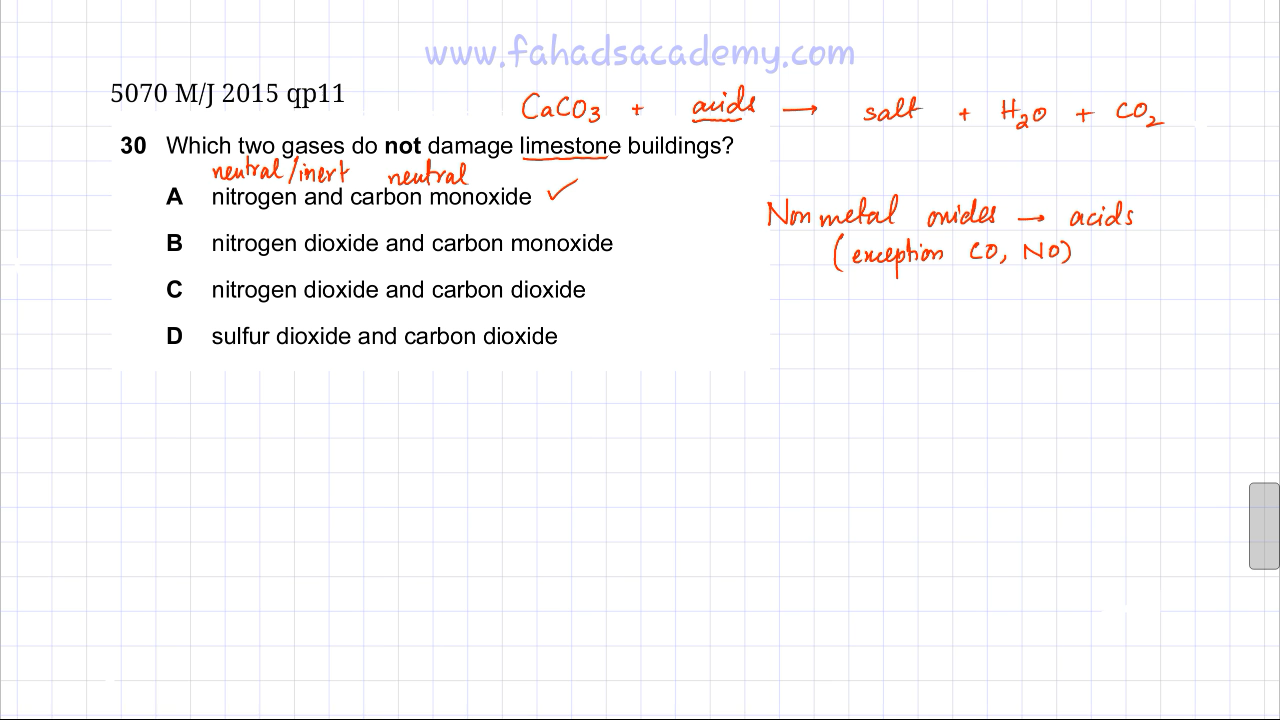 www.fahadsacademy.com
5070 M/J 2015 qp11
CaCO3 + acids → salt + H2O + CO2
30 Which two gases do not damage limestone buildings?
neutral/inert neutral
A nitrogen and carbon monoxide ✓
Non metal oxides → acids
(exception CO, NO)
B nitrogen dioxide and carbon monoxide
C nitrogen dioxide and carbon dioxide
D sulfur dioxide and carbon dioxide